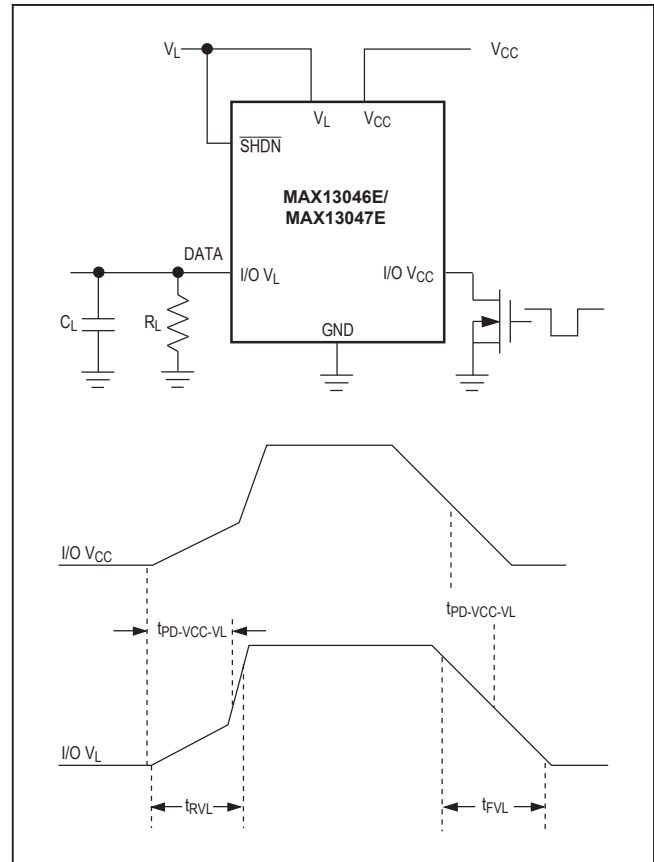 VL VCC
VL VCC
SHDN
MAX13046E/
MAX13047E
DATA
I/O VL I/O VCC
CL RL
GND
I/O VCC
tPD-VCC-VL tPD-VCC-VL
I/O VL
tRVL tFVL